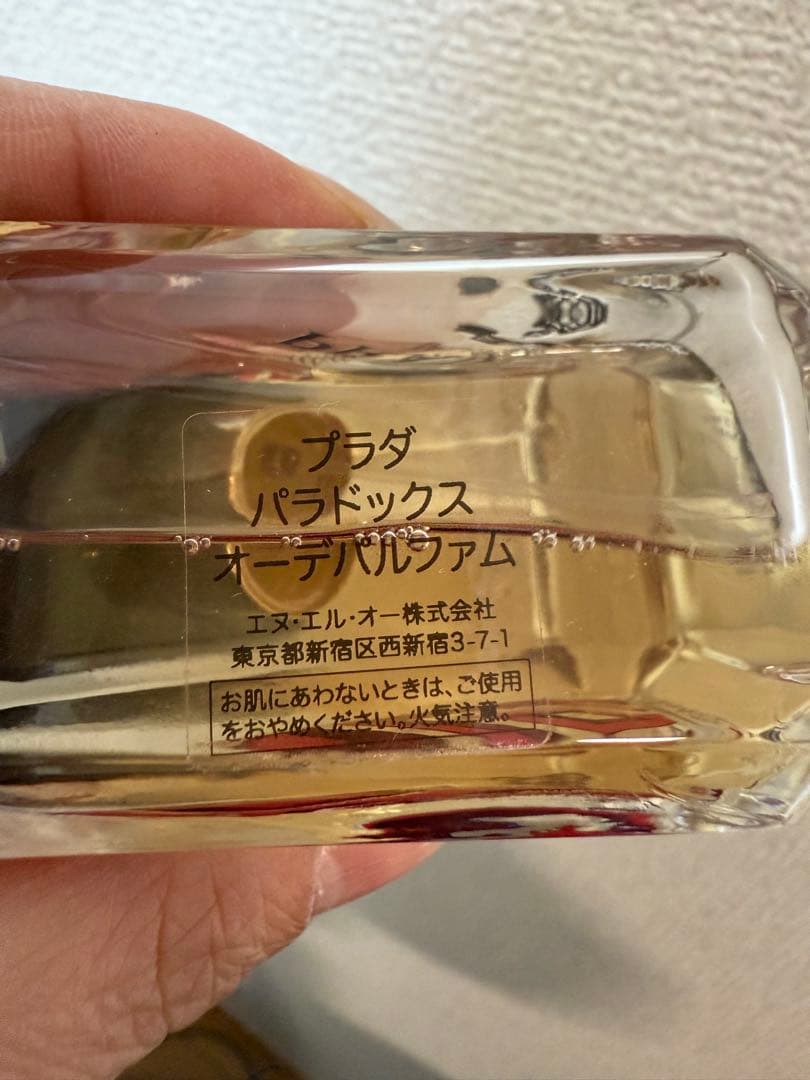 プラダ
パラドックス
オーデパルファム
エヌ・エル・オー株式会社
東京都新宿区西新宿3-7-1
お肌にあわないときは、ご使用
をおやめください。火気注意。